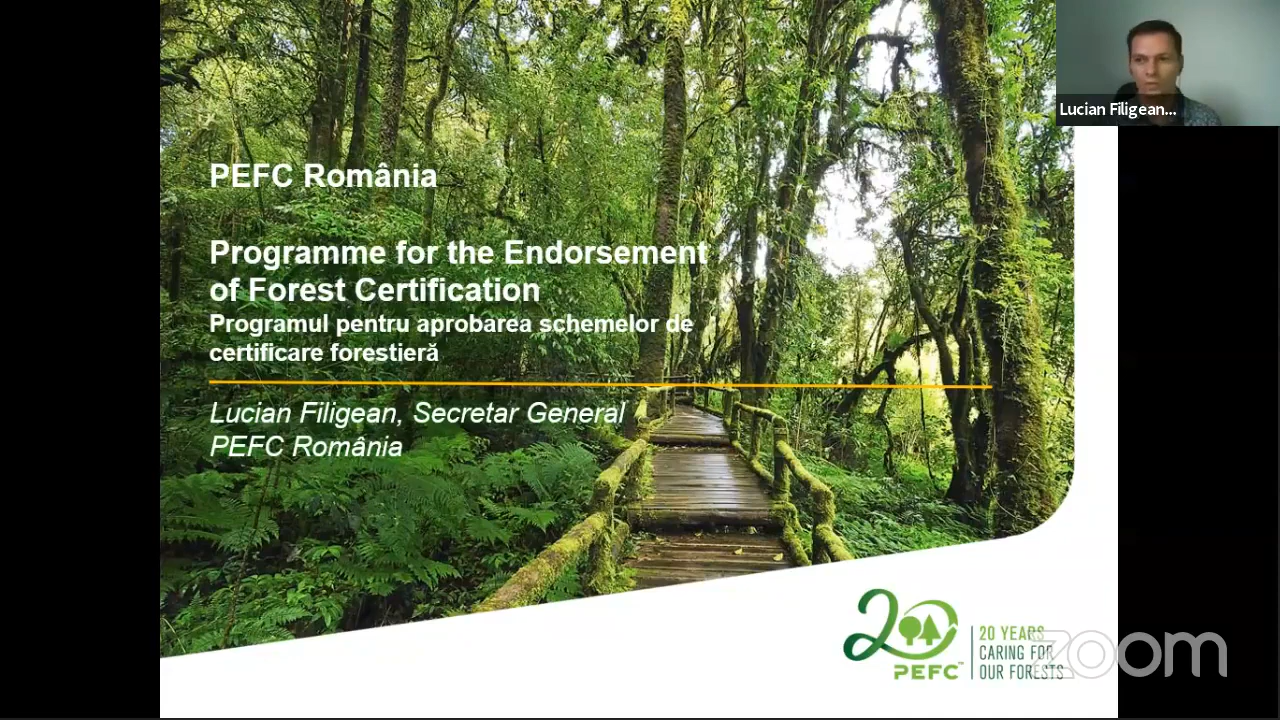 Lucian Filigean...
PEFC România
Programme for the Endorsement
of Forest Certification
Programul pentru aprobarea schemelor de
certificare forestieră
Lucian Filigean, Secretar General
PEFC România
20
PEFC™
20 YEARS
CARING FOR
OUR FORESTS
zoom